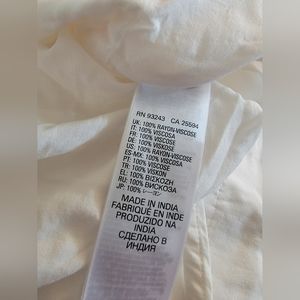 RN 93243 CA 25594
UK: 100% RAYON-VISCOSE
IT: 100% VISCOSA
FR: 100% VISCOSE
DE: 100% VISKOSE
US: 100% RAYON-VISCOSE
ES-MX: 100% VISCOSA
PT: 100% VISCOSE
TR: 100% VISKON
EL: 100% ΒΙΣΚΟΖΗ
RU: 100% ВИСКОЗА
JP: 100% レーヨン
MADE IN INDIA
FABRIQUÉ EN INDE
PRODUZIDO NA
INDIA
СДЕЛАНО В
ИНДИЯ